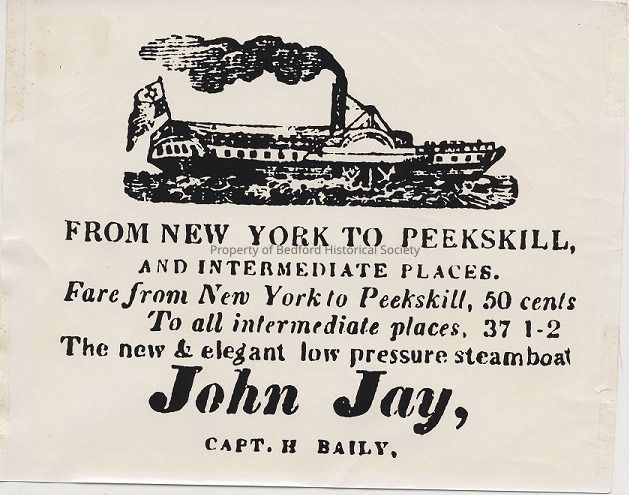 FROM NEW YORK TO PEEKSKILL,
Property of Bedford Historical Society
AND INTERMEDIATE PLACES.
Fare from New York to Peekskill, 50 cents
To all intermediate places, 37 1-2
The new & elegant low pressure steamboat
John Jay,
CAPT. H BAILY,